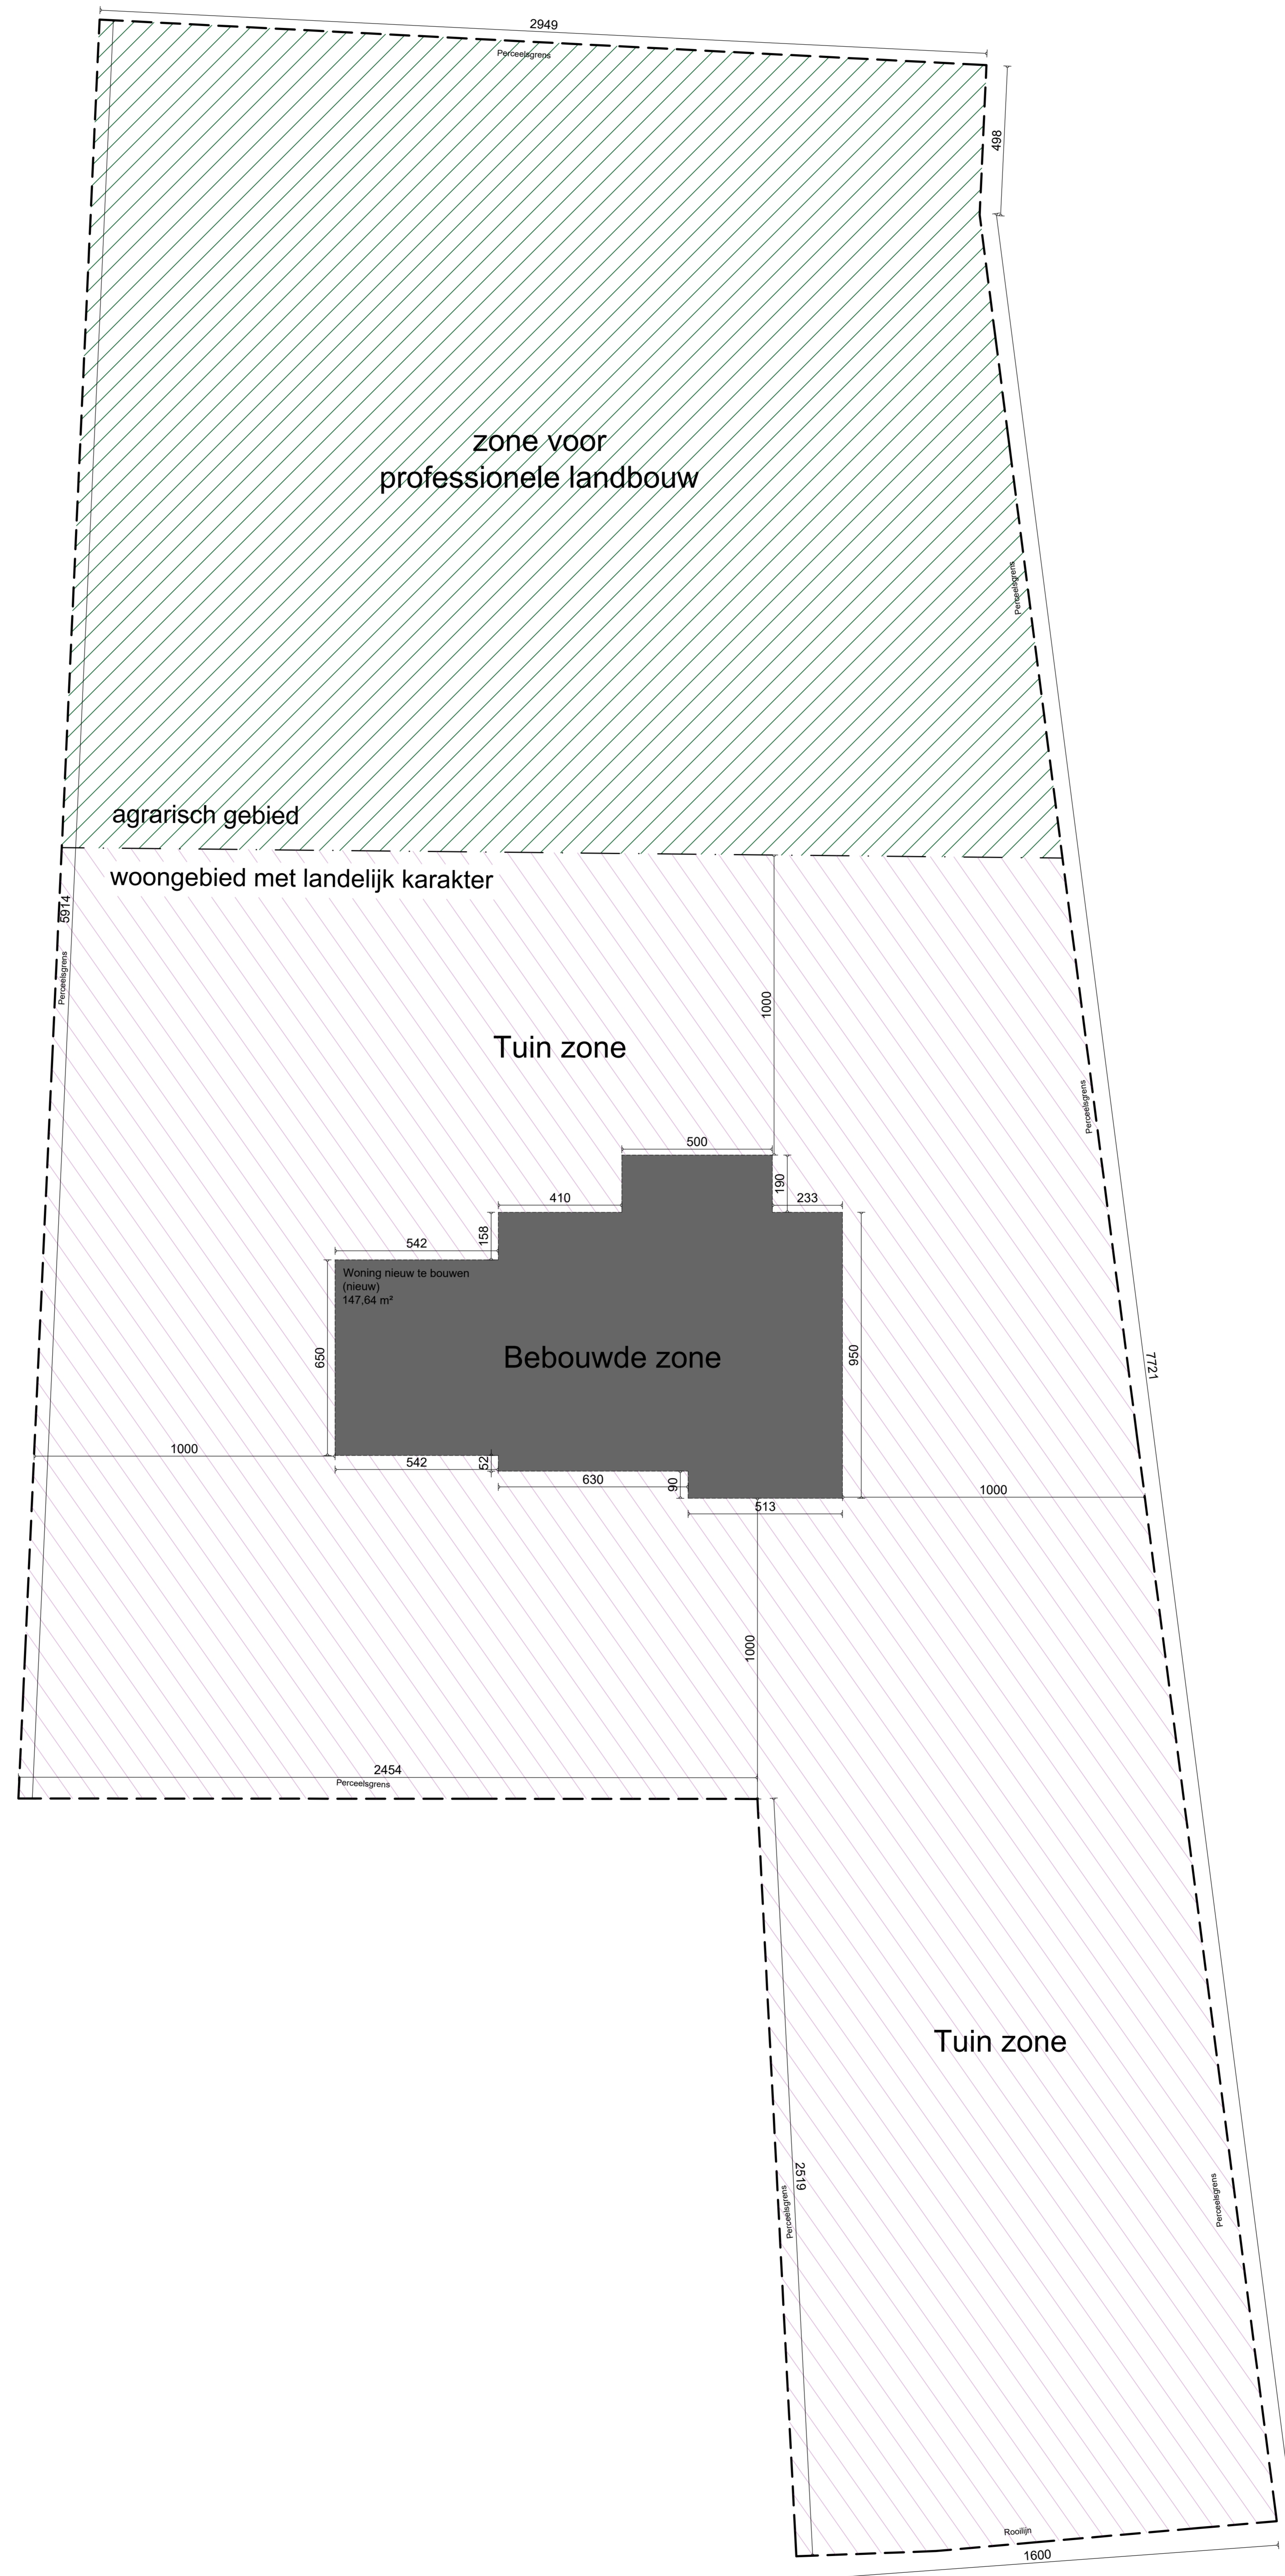 2949
Perceelsgrens
498
zone voor
professionele landbouw
Perceelsgrens
agrarisch gebied
woongebied met landelijk karakter
5914
Perceelsgrens
1000
Tuin zone
Perceelsgrens
500
190
410
233
158
542
Woning nieuw te bouwen
(nieuw)
147,64 m²
Bebouwde zone
650
950
7721
1000
542
52
630
90
1000
513
1000
2454
Perceelsgrens
Tuin zone
2519
Perceelsgrens
Perceelsgrens
Rooilijn
1600